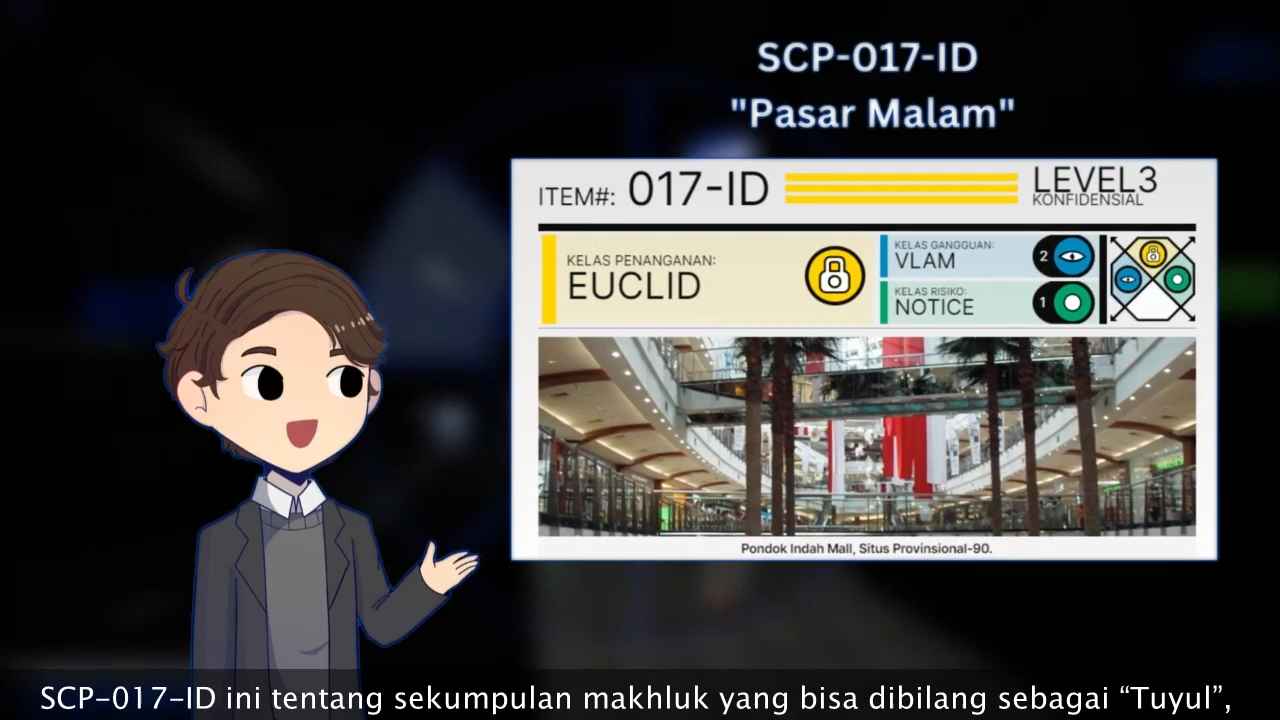 SCP-017-ID
"Pasar Malam"
ITEM#: 017-ID
LEVEL3
KONFIDENSIAL
KELAS PENANGANAN:
EUCLID
KELAS GANGGUAN:
VLAM
2
KELAS RISIKO:
NOTICE
1
Pondok Indah Mall, Situs Provinsional-90.
SCP-017-ID ini tentang sekumpulan makhluk yang bisa dibilang sebagai “Tuyul”,